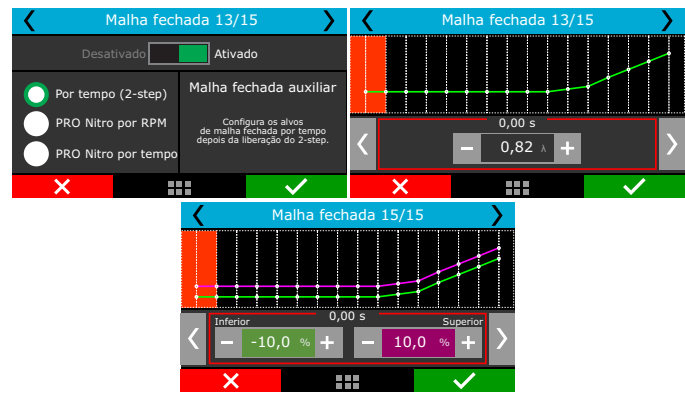 Malha fechada 13/15
Desativado
Ativado
Por tempo (2-step)
PRO Nitro por RPM
PRO Nitro por tempo
Malha fechada auxiliar
Configura os alvos
de malha fechada por tempo
depois da liberação do 2-step.
Malha fechada 13/15
0,00 s
0,82 λ
Malha fechada 15/15
0,00 s
Inferior
Superior
-10,0 %
10,0 %